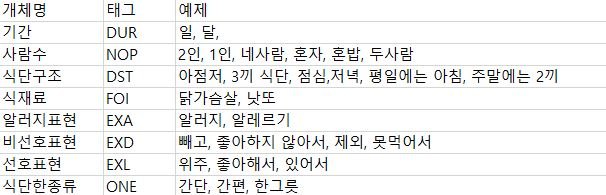 개체명 태그 예제
기간 DUR 일, 달,
사람수 NOP 2인, 1인, 네사람, 혼자, 혼밥, 두사람
식단구조 DST 아점저, 3끼 식단, 점심,저녁, 평일에는 아침, 주말에는 2끼
식재료 FOI 닭가슴살, 낫또
알러지표현 EXA 알러지, 알레르기
비선호표현 EXD 빼고, 좋아하지 않아서, 제외, 못먹어서
선호표현 EXL 위주, 좋아해서, 있어서
식단한종류 ONE 간단, 간편, 한그릇